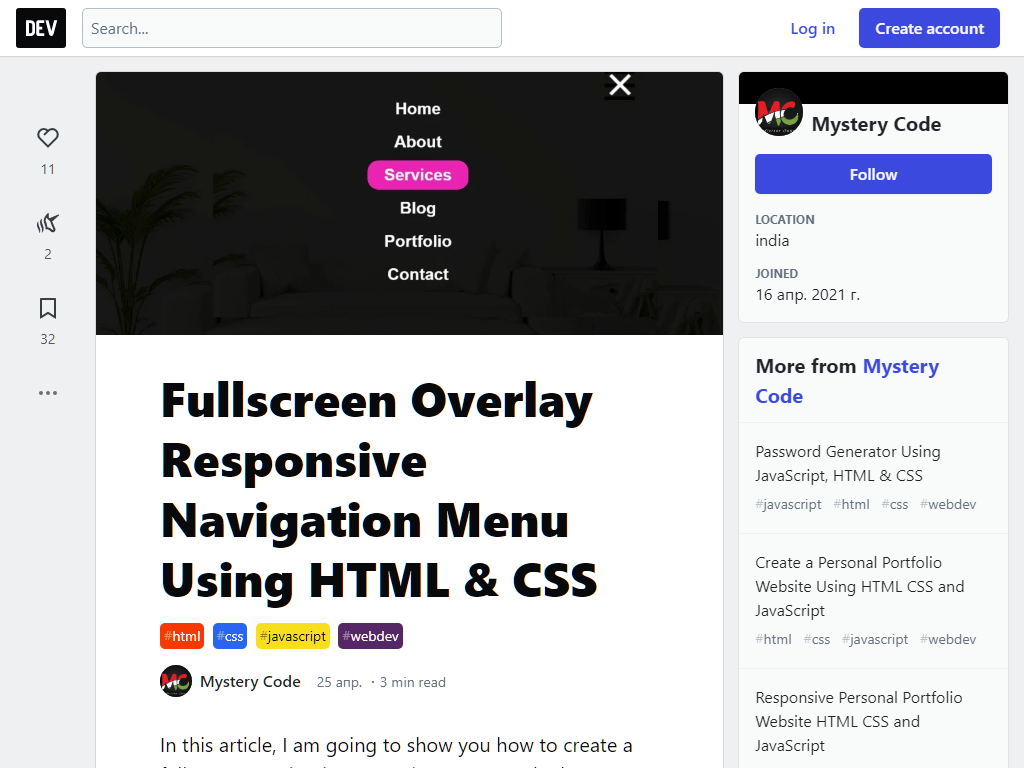 DEV
Search...
Log in
Create account
Home
About
Services
Blog
Portfolio
Contact
11
2
32
Fullscreen Overlay
Responsive
Navigation Menu
Using HTML & CSS
#html #css #javascript #webdev
Mystery Code 25 апр. · 3 min read
In this article, I am going to show you how to create a
MC
Mystery Code
Follow
LOCATION
india
JOINED
16 апр. 2021 г.
More from Mystery
Code
Password Generator Using
JavaScript, HTML & CSS
#javascript #html #css #webdev
Create a Personal Portfolio
Website Using HTML CSS and
JavaScript
#html #css #javascript #webdev
Responsive Personal Portfolio
Website HTML CSS and
JavaScript